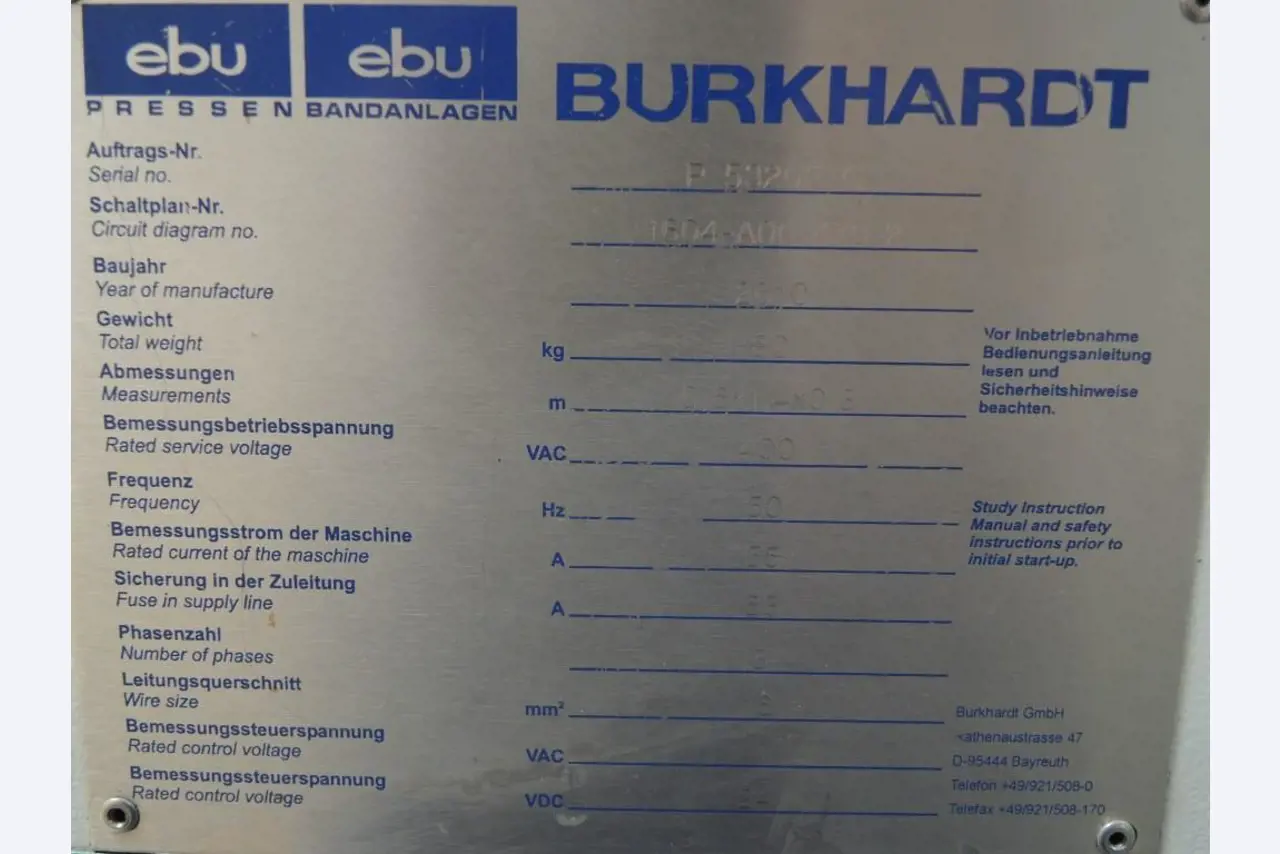 ebu ebu
PRESSEN BANDANLAGEN BURKHARDT
Auftrags-Nr.
Serial no.
Schaltplan-Nr.
Circuit diagram no.
Baujahr
Year of manufacture
Gewicht
Total weight kg
Abmessungen
Measurements m
Bemessungsbetriebsspannung
Rated service voltage VAC
Frequenz
Frequency Hz 50
Bemessungsstrom der Maschine
Rated current of the maschine A
Sicherung in der Zuleitung
Fuse in supply line A
Phasenzahl
Number of phases
Leitungsquerschnitt
Wire size mm²
Bemessungssteuerspannung
Rated control voltage VAC
Bemessungssteuerspannung
Rated control voltage VDC
Vor Inbetriebnahme
Bedienungsanleitung
lesen und
Sicherheitshinweise
beachten.
Study Instruction
Manual and safety
instructions prior to
initial start-up.
Burkhardt GmbH
47
D-95444 Bayreuth
Telefon +49/921/508-0
Telefax +49/921/508-170